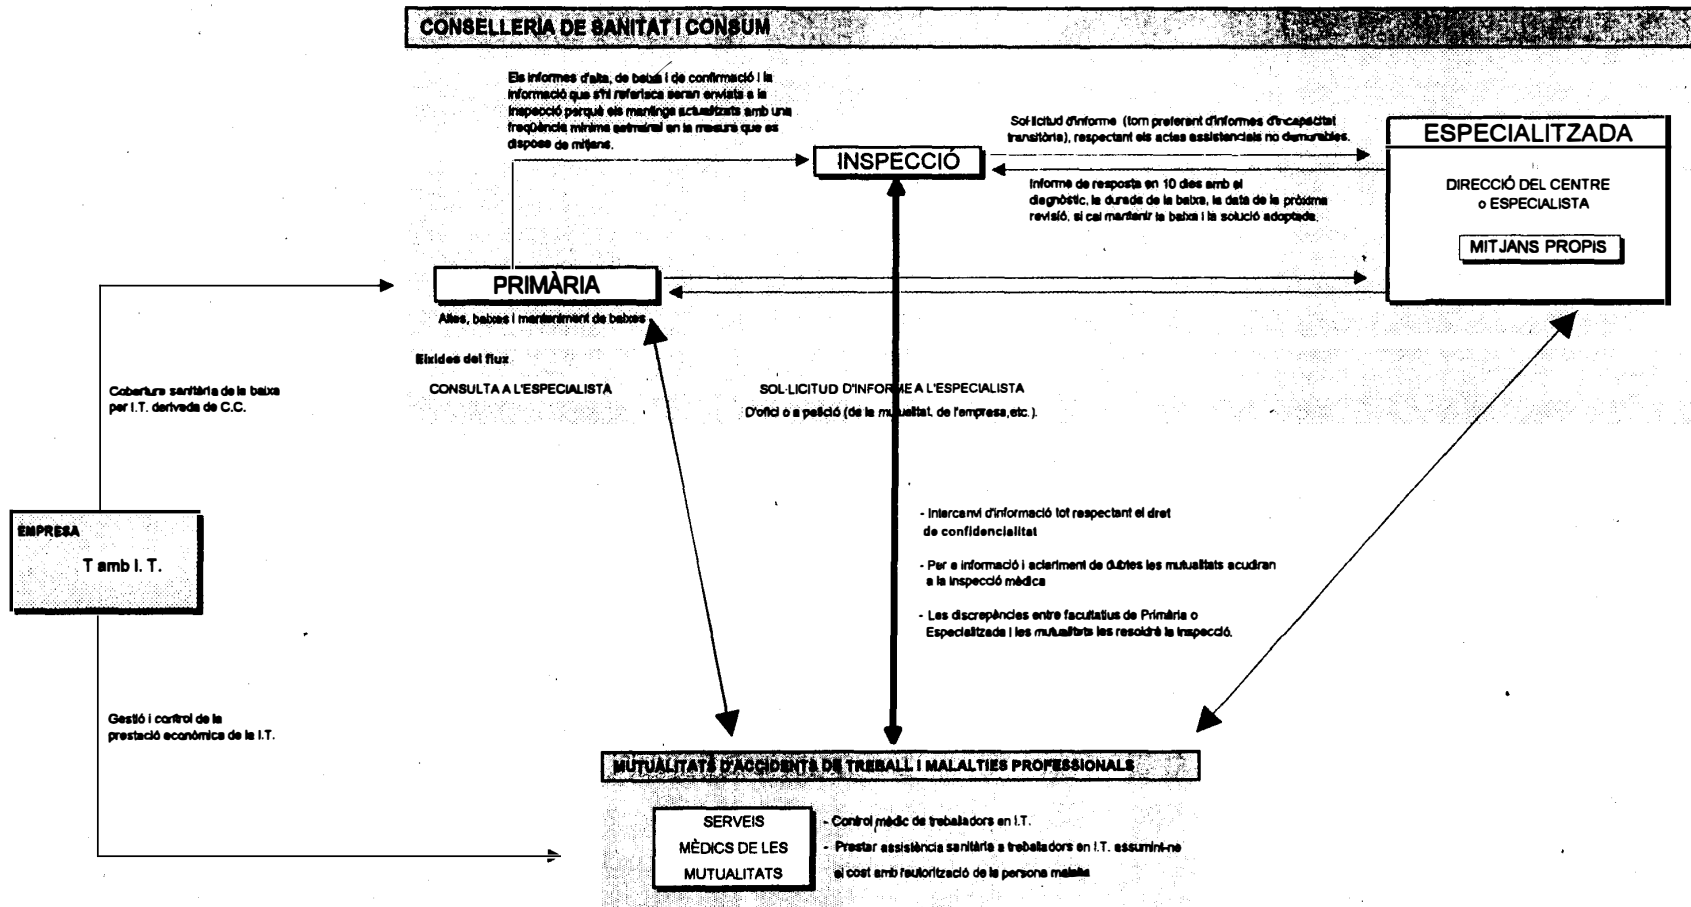 CONSELLERIA DE SANITAT I CONSUM
Els informes d'alta, de baixa i de confirmació i la
informació que s'hi referisca seran enviats a la
Inspecció perquè els mantinga actualitzats amb una
freqüència mínima setmanal en la mesura que es
dispose de mitjans.
Sol·licitud d'informe (torn preferent d'informes d'incapacitat
transitòria), respectant els actes assistencials no demorables.
INSPECCIÓ
Informe de resposta en 10 dies amb el
diagnòstic, la durada de la baixa, la data de la pròxima
revisió, si cal mantenir la baixa i la solució adoptada.
ESPECIALITZADA
DIRECCIÓ DEL CENTRE
o ESPECIALISTA
MITJANS PROPIS
PRIMÀRIA
Altes, baixes i manteniment de baixes
Eixides del flux
CONSULTA A L'ESPECIALISTA
SOL·LICITUD D'INFORME A L'ESPECIALISTA
D'ofici o a petició (de la mutualitat, de l'empresa, etc.).
Cobertura sanitària de la baixa
per I.T. derivada de C.C.
EMPRESA
T amb I. T.
- Intercanvi d'informació tot respectant el dret
de confidencialitat
- Per a informació i aclariment de dubtes les mutualitats acudiran
a la inspecció mèdica
- Les discrepàncies entre facultatius de Primària o
Especialitzada i les mutualitats les resoldrà la inspecció.
Gestió i control de la
prestació econòmica de la I.T.
MUTUALITATS D'ACCIDENTS DE TREBALL I MALALTIES PROFESSIONALS
SERVEIS
MÈDICS DE LES
MUTUALITATS
- Control mèdic de treballadors en I.T.
- Prestar assistència sanitària a treballadors en I.T. assumint-ne
el cost amb l'autorització de la persona malalta